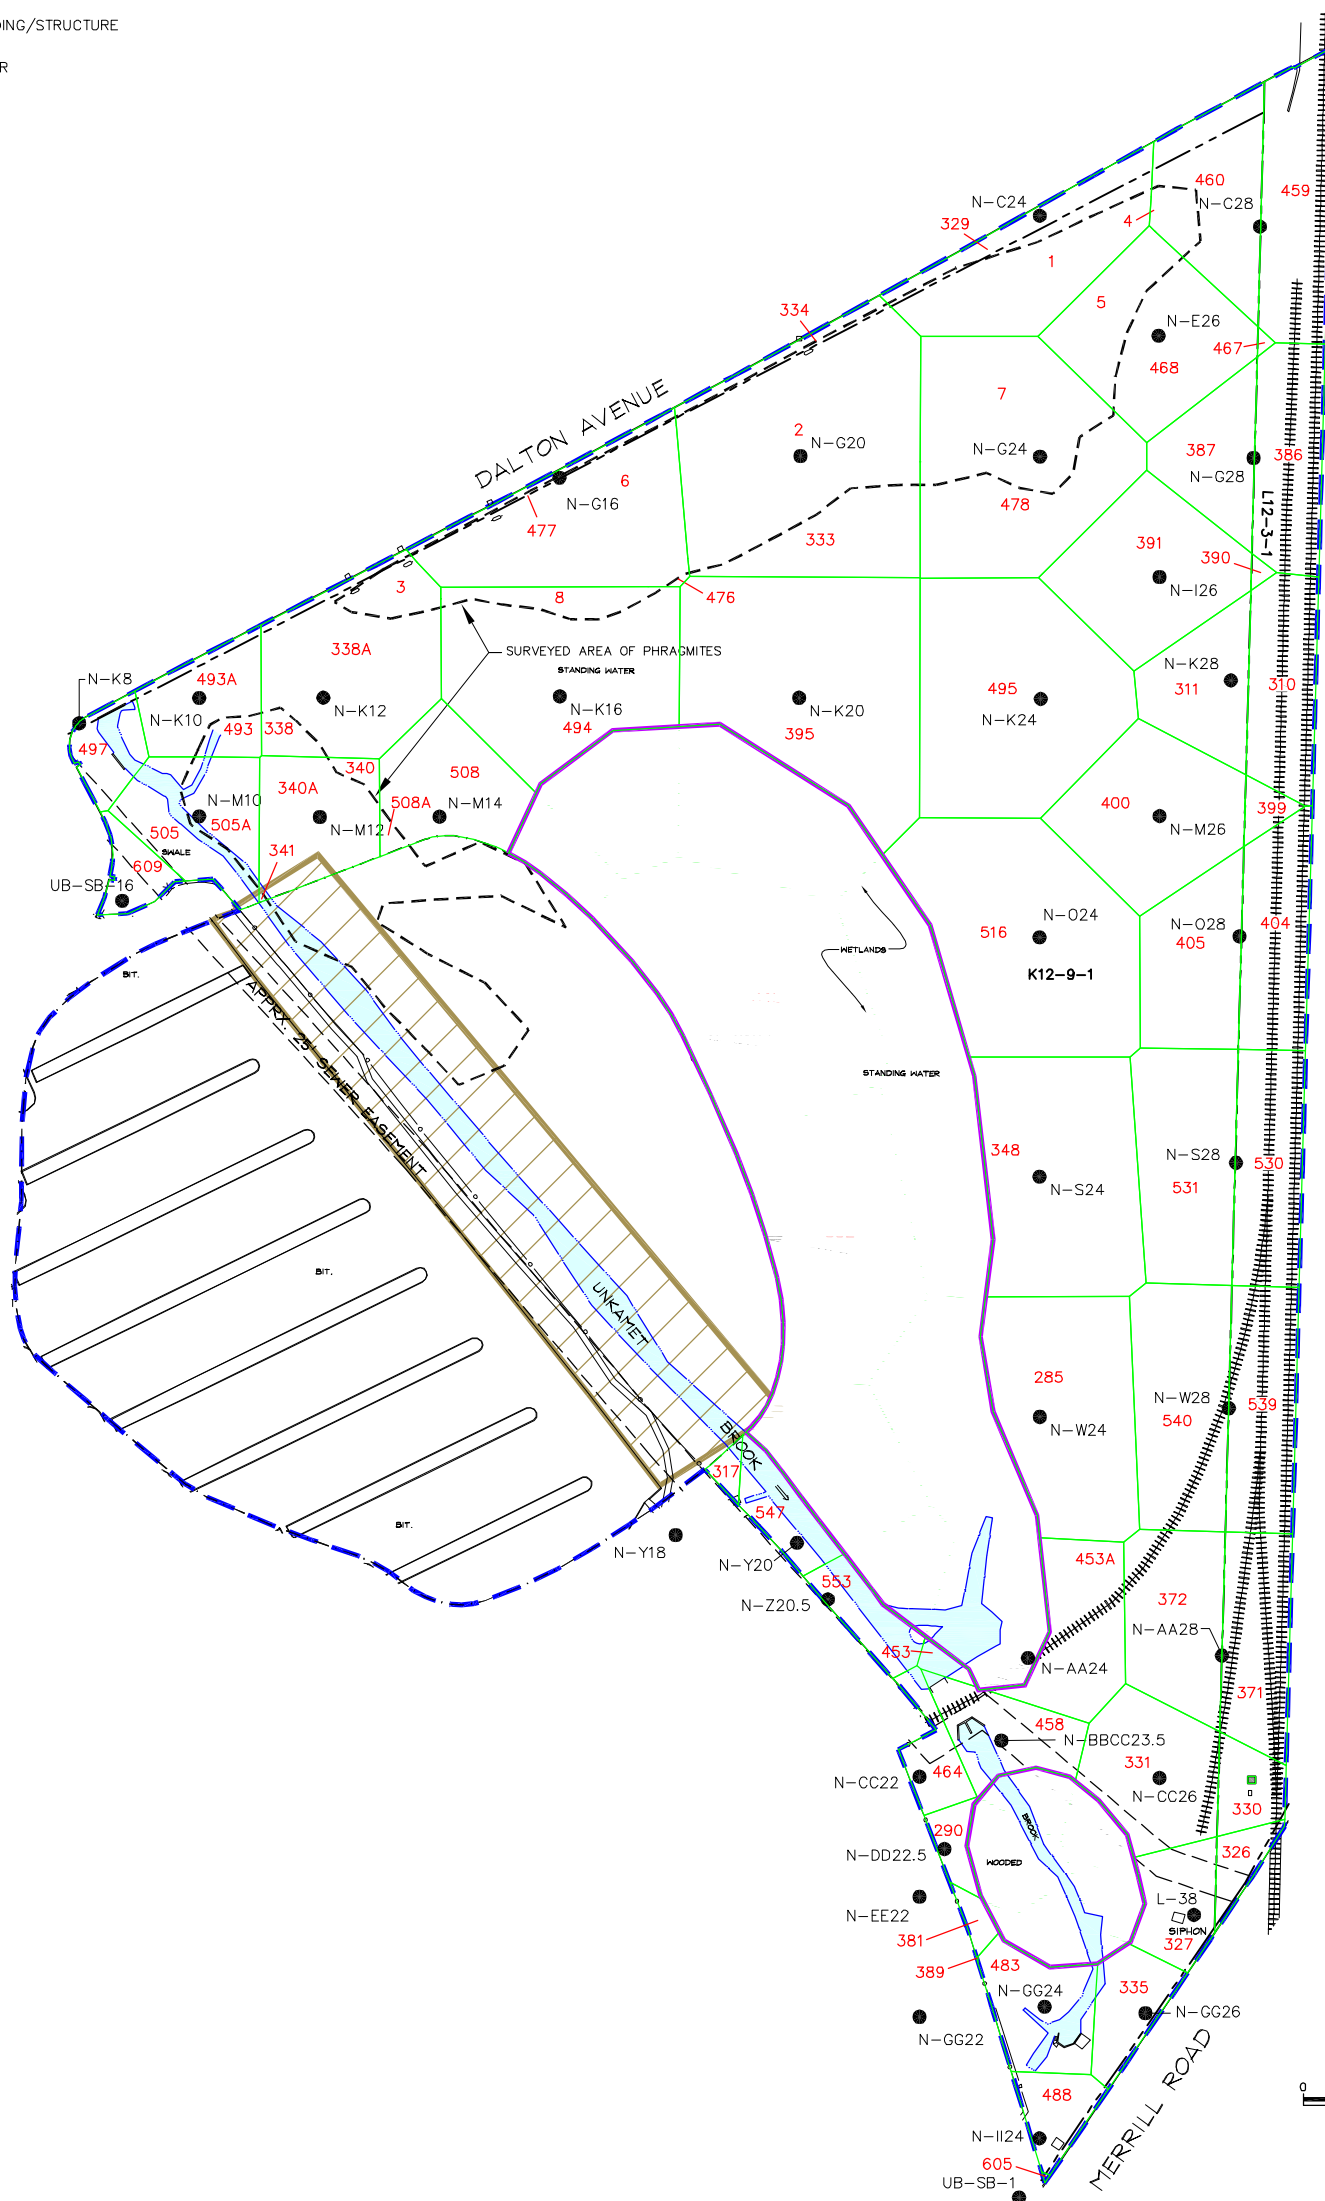 DING/STRUCTURE
R
460
459
N-C24
N-C28
329
4
1
5
334
N-E26
467
468
7
DALTON AVENUE
2
N-G20
N-G24
387
386
N-G28
6
N-G16
477
478
L12-3-1
333
391
390
3
8
476
N-I26
338A
SURVEYED AREA OF PHRAGMITES
STANDING WATER
N-K8
493A
N-K28
311
310
N-K10
N-K12
N-K16
N-K20
495
N-K24
497
493
338
494
395
340
508
340A
508A
N-M10
N-M14
400
399
505
505A
N-M12
N-M26
SWALE
341
609
UB-SB-16
N-O24
N-O28
404
516
405
WETLANDS
K12-9-1
BIT.
APPRX. 25' SEWER EASEMENT
STANDING WATER
348
N-S28
530
N-S24
531
BIT.
UNKAMET
BROOK
285
N-W28
539
N-W24
540
317
547
BIT.
N-Y18
N-Y20
453A
553
N-Z20.5
372
N-AA28
453
N-AA24
371
458
N-BBCC23.5
464
331
N-CC22
N-CC26
330
290
BROOK
326
N-DD22.5
WOODED
N-EE22
L-38
SIPHON
381
327
389
483
335
N-GG24
N-GG26
N-GG22
488
MERRILL ROAD
0
N-II24
605
UB-SB-1